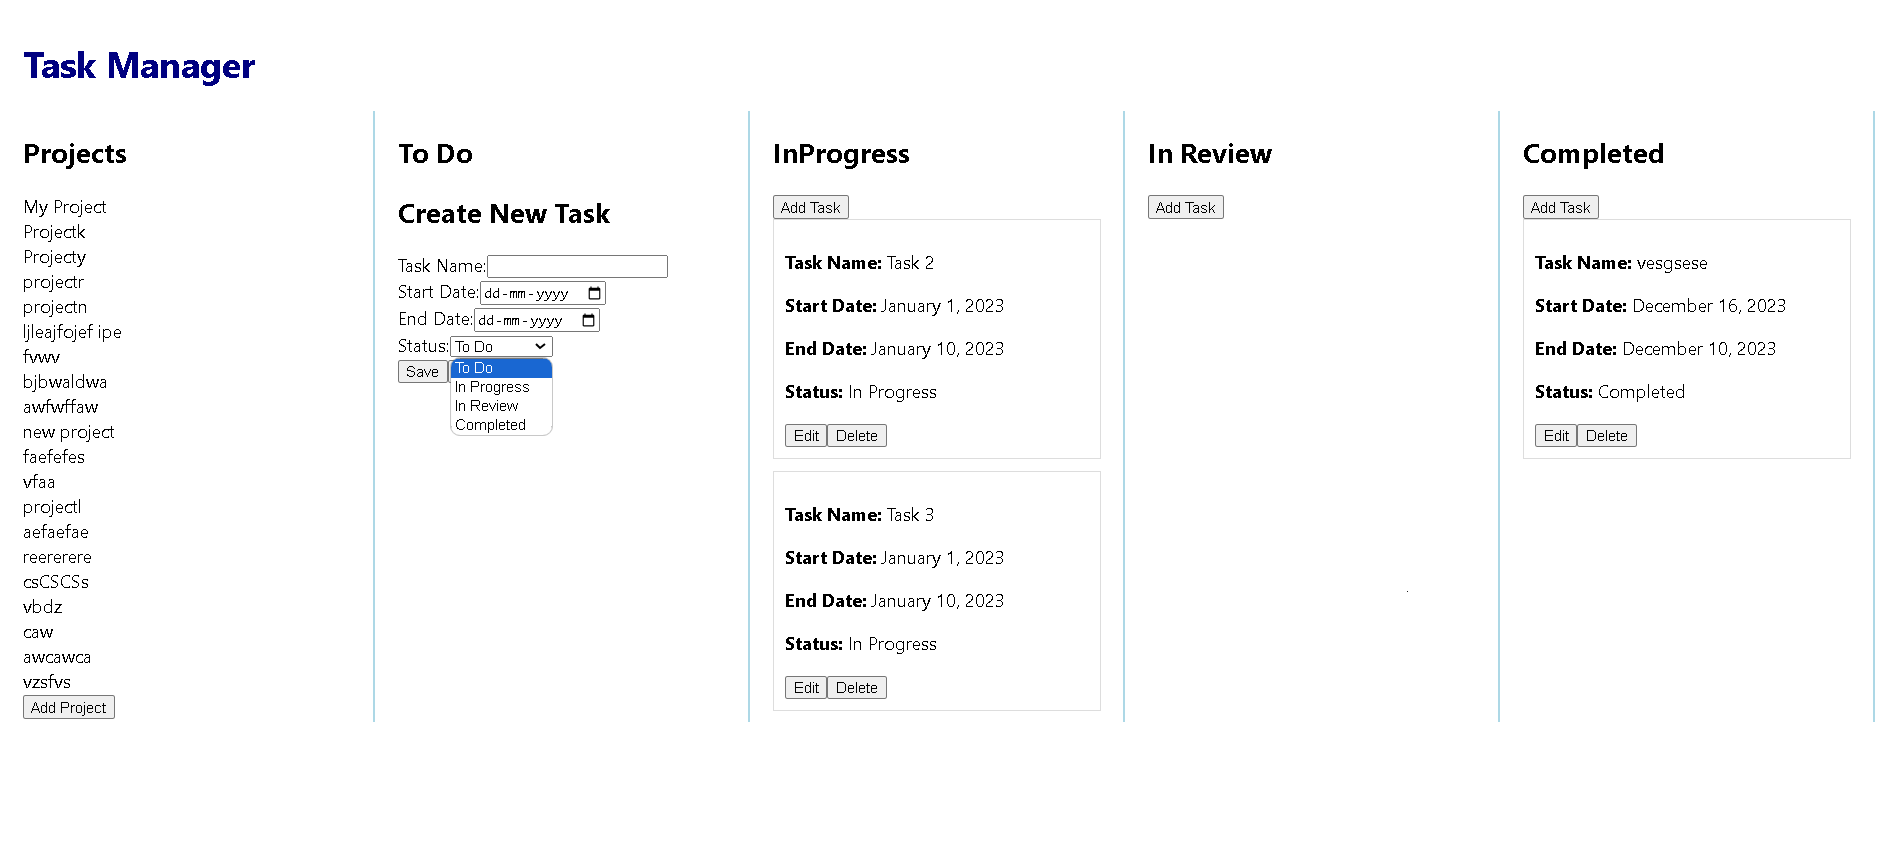 Task Manager
Projects
My Project
Projectk
Projecty
projectr
projectn
ljleajfojef ipe
fvwv
bjbwaldwa
awfwffaw
new project
faefefes
vfaa
projectl
aefaefae
reererere
csCSCSs
vbdz
caw
awcawca
vzsfvs
Add Project
To Do
Create New Task
Task Name:
Start Date: dd-mm-yyyy
End Date: dd-mm-yyyy
Status: To Do
To Do
In Progress
In Review
Completed
Save
InProgress
Add Task
Task Name: Task 2
Start Date: January 1, 2023
End Date: January 10, 2023
Status: In Progress
Edit Delete
Task Name: Task 3
Start Date: January 1, 2023
End Date: January 10, 2023
Status: In Progress
Edit Delete
In Review
Add Task
Completed
Add Task
Task Name: vesgsese
Start Date: December 16, 2023
End Date: December 10, 2023
Status: Completed
Edit Delete